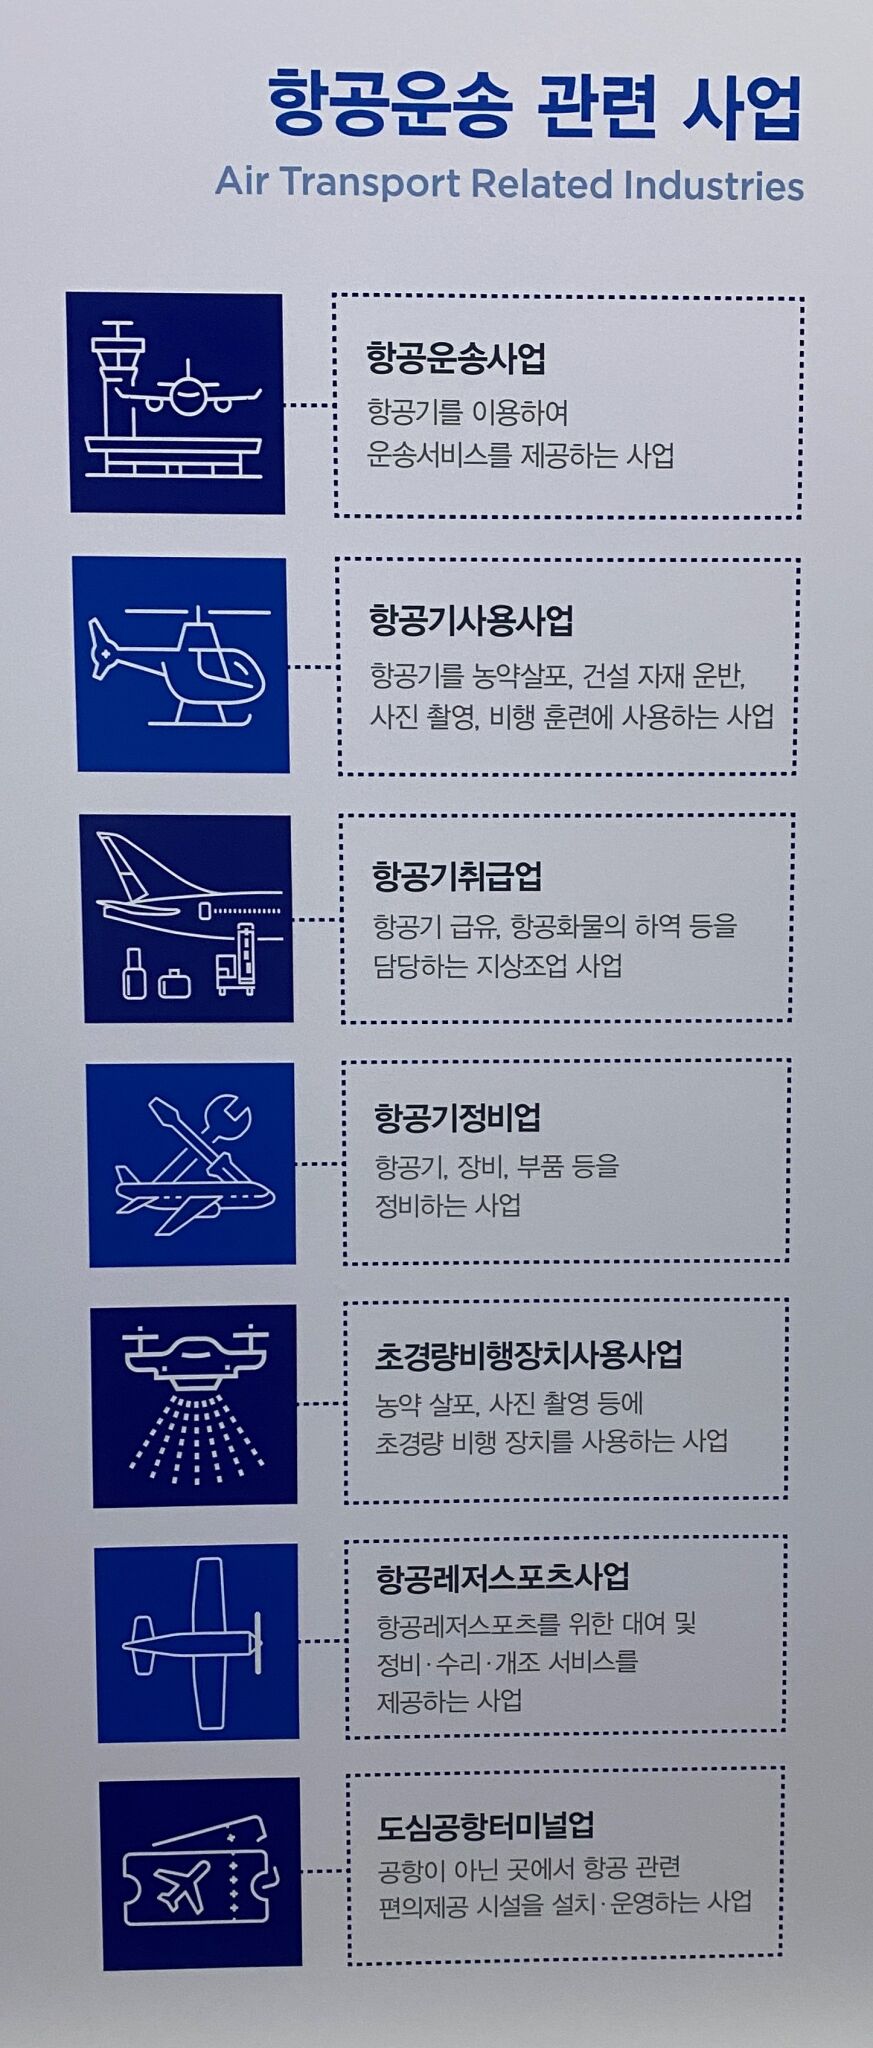 항공운송 관련 사업
Air Transport Related Industries
항공운송사업
항공기를 이용하여
운송서비스를 제공하는 사업
항공기사용사업
항공기를 농약살포, 건설 자재 운반,
사진 촬영, 비행 훈련에 사용하는 사업
항공기취급업
항공기 급유, 항공화물의 하역 등을
담당하는 지상조업 사업
항공기정비업
항공기, 장비, 부품 등을
정비하는 사업
초경량비행장치사용사업
농약 살포, 사진 촬영 등에
초경량 비행 장치를 사용하는 사업
항공레저스포츠사업
항공레저스포츠를 위한 대여 및
정비·수리·개조 서비스를
제공하는 사업
도심공항터미널업
공항이 아닌 곳에서 항공 관련
편의제공 시설을 설치·운영하는 사업